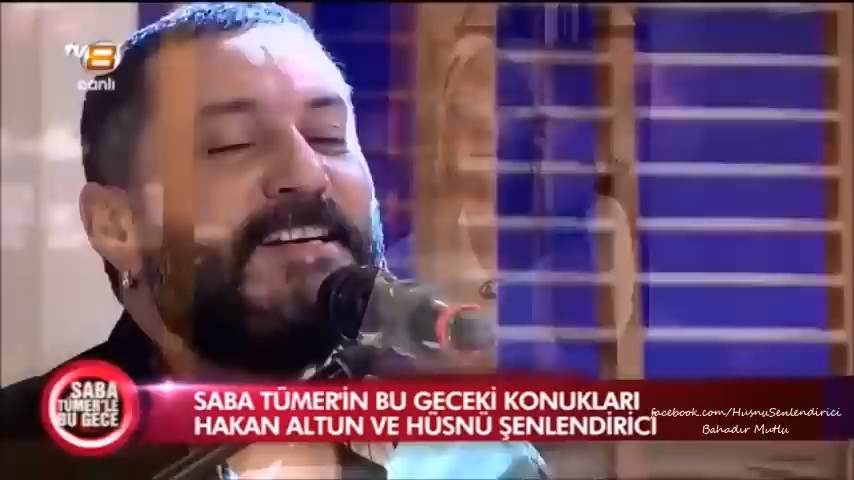 tv8
canlı
SABA
TÜMER'LE
BU GECE
SABA TÜMER'İN BU GECEKİ KONUKLARI
HAKAN ALTUN VE HÜSNÜ ŞENLENDİRİCİ
facebook.com/HusnuSenlendirici
Bahadır Mutlu